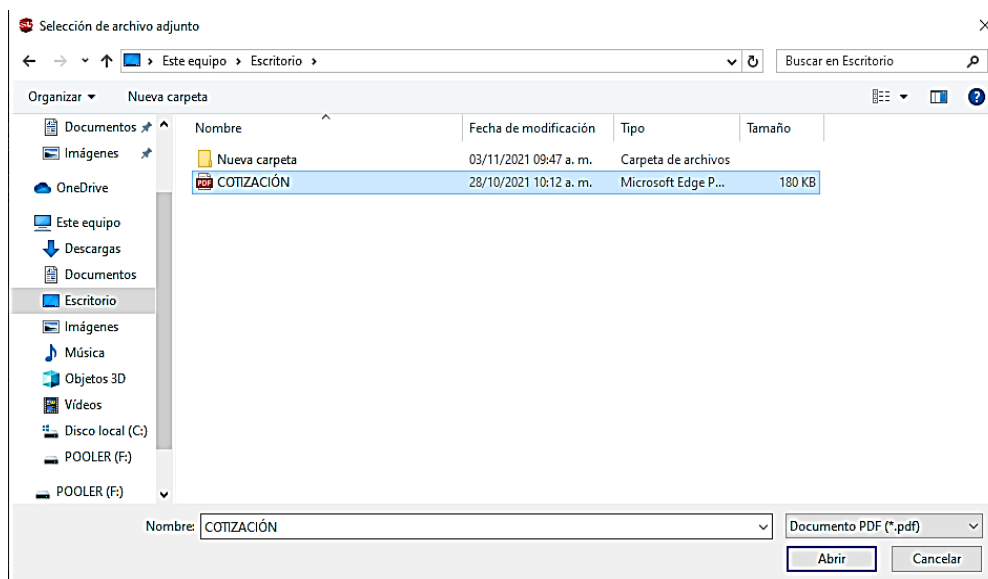 Selección de archivo adjunto
Este equipo Escritorio
Buscar en Escritorio
Organizar Nueva carpeta
Nombre Fecha de modificación Tipo Tamaño
Nueva carpeta 03/11/2021 09:47 a. m. Carpeta de archivos
COTIZACIÓN 28/10/2021 10:12 a. m. Microsoft Edge P... 180 KB
Documentos
Imágenes
OneDrive
Este equipo
Descargas
Documentos
Escritorio
Imágenes
Música
Objetos 3D
Vídeos
Disco local (C:)
POOLER (F:)
POOLER (F:)
Nombre: COTIZACIÓN Documento PDF (*.pdf)
Abrir Cancelar